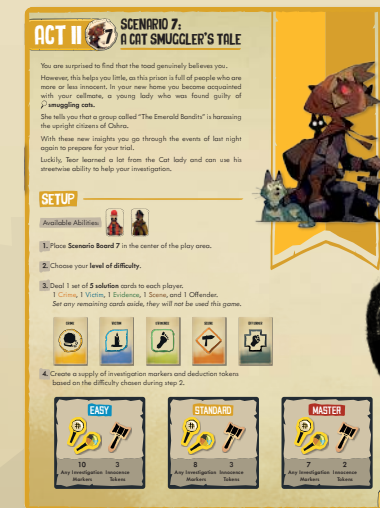 ACT II
7
SCENARIO 7:
A CAT SMUGGLER'S TALE
You are surprised to find that the toad genuinely believes you.
However, this helps you little, as this prison is full of people who are
more or less innocent. In your new home you become acquainted
with your cellmate, a young lady who was found guilty of
smuggling cats.
She tells you that a group called "The Emerald Bandits" is harassing
the upright citizens of Oshra.
With these new insights you go through the events of last night
again to prepare for your trial.
Luckily, Tear learned a lot from the Cat lady and can use his
streetwise ability to help your investigation.
SETUP
Available Abilities:
1. Place Scenario Board 7 in the center of the play area.
2. Choose your level of difficulty.
3. Deal 1 set of 5 solution cards to each player.
1 Crime, 1 Victim, 1 Evidence, 1 Scene, and 1 Offender.
Set any remaining cards aside, they will not be used this game.
CRIME VICTIM EVIDENCE SCENE OFFENDER
4. Create a supply of investigation markers and deduction tokens
based on the difficulty chosen during step 2.
EASY STANDARD MASTER
10 3 8 3 7 2
Any Investigation Innocence Any Investigation Innocence Any Investigation Innocence
Markers Tokens Markers Tokens Markers Tokens